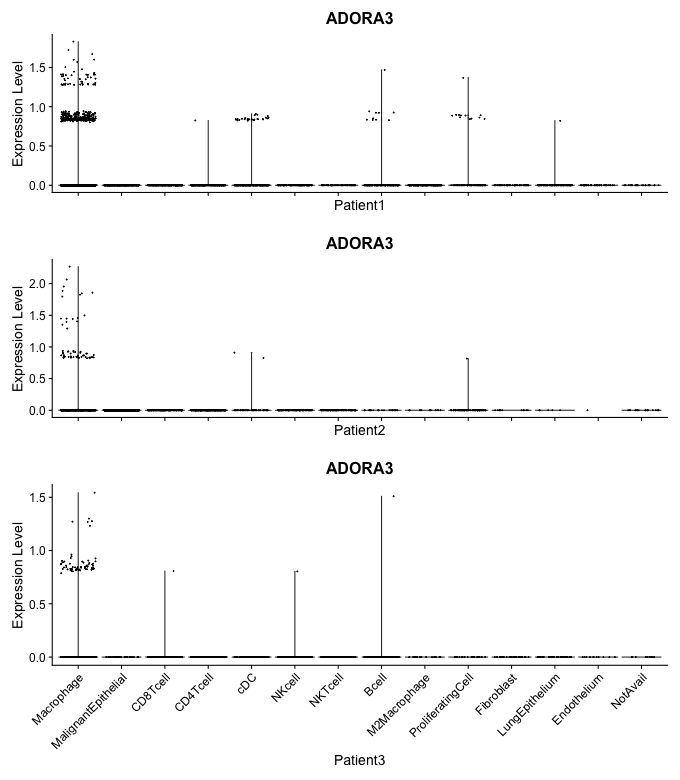 ADORA3
Expression Level
1.5
1.0
0.5
0.0
Patient1
ADORA3
Expression Level
2.0
1.5
1.0
0.5
0.0
Patient2
ADORA3
Expression Level
1.5
1.0
0.5
0.0
Macrophage
MalignantEpithelial
CD8Tcell
CD4Tcell
cDC
NKcell
NKTcell
Bcell
M2Macrophage
ProliferatingCell
Fibroblast
LungEpithelium
Endothelium
NotAvail
Patient3